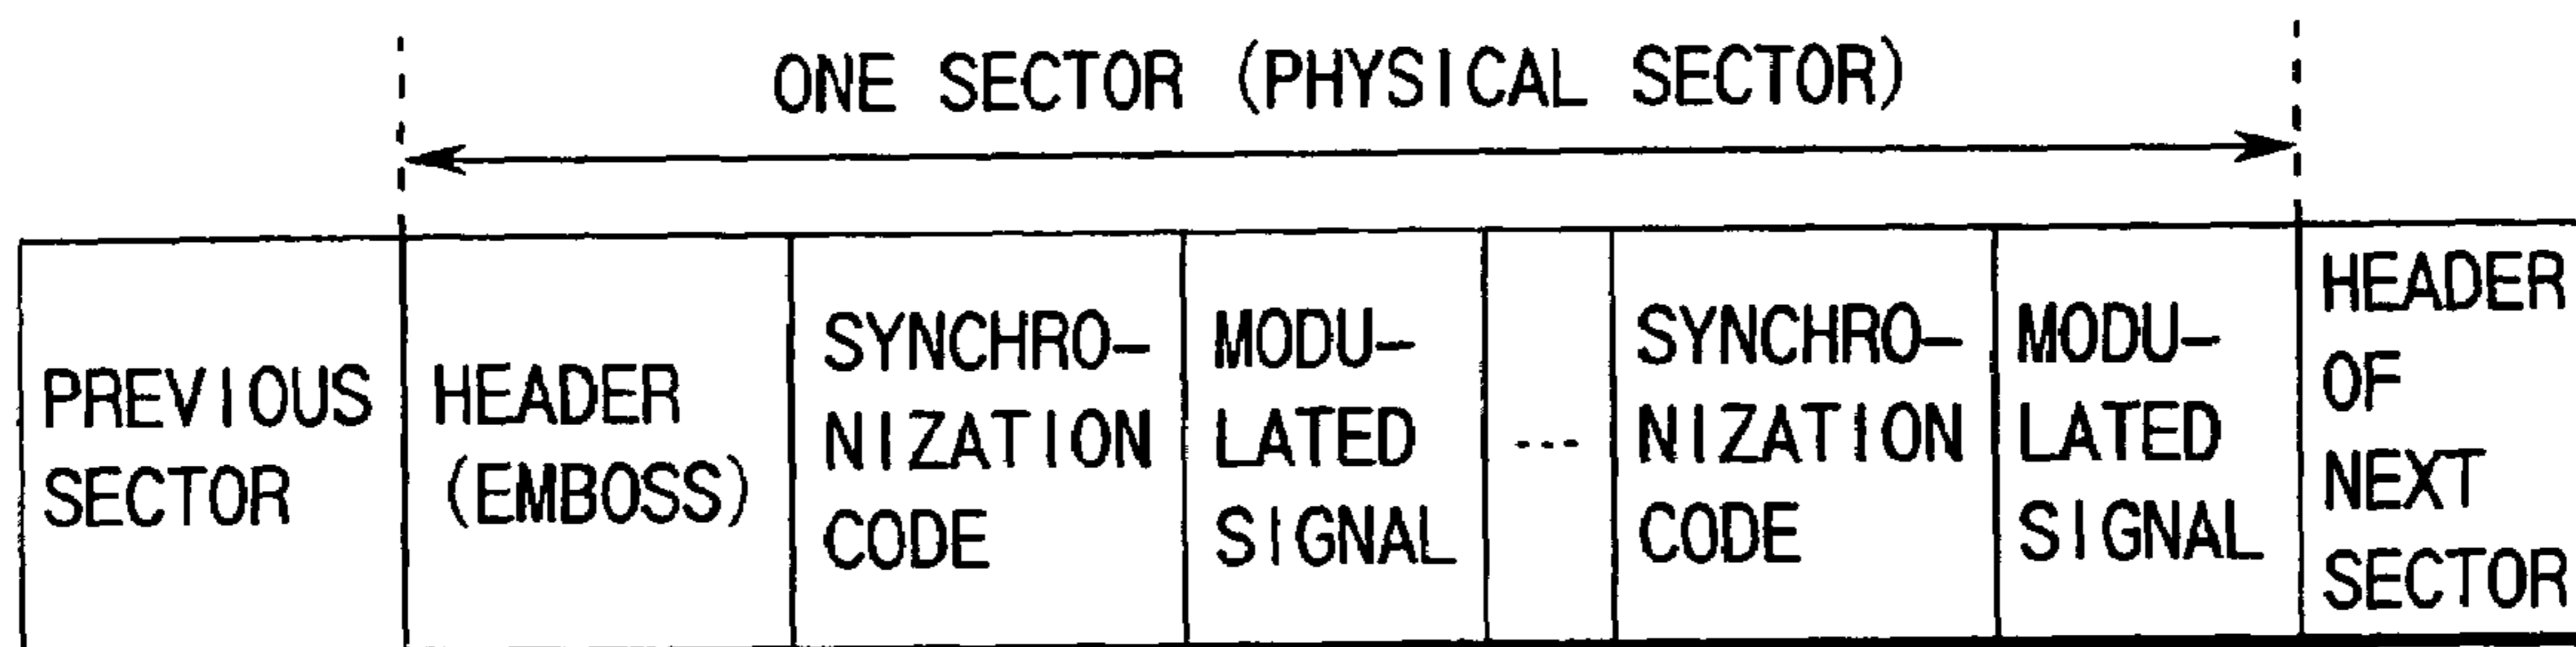 ONE SECTOR (PHYSICAL SECTOR)
PREVIOUS
SECTOR
HEADER
(EMBOSS)
SYNCHRO–
NIZATION
CODE
MODU–
LATED
SIGNAL
---
SYNCHRO–
NIZATION
CODE
MODU–
LATED
SIGNAL
HEADER
OF
NEXT
SECTOR